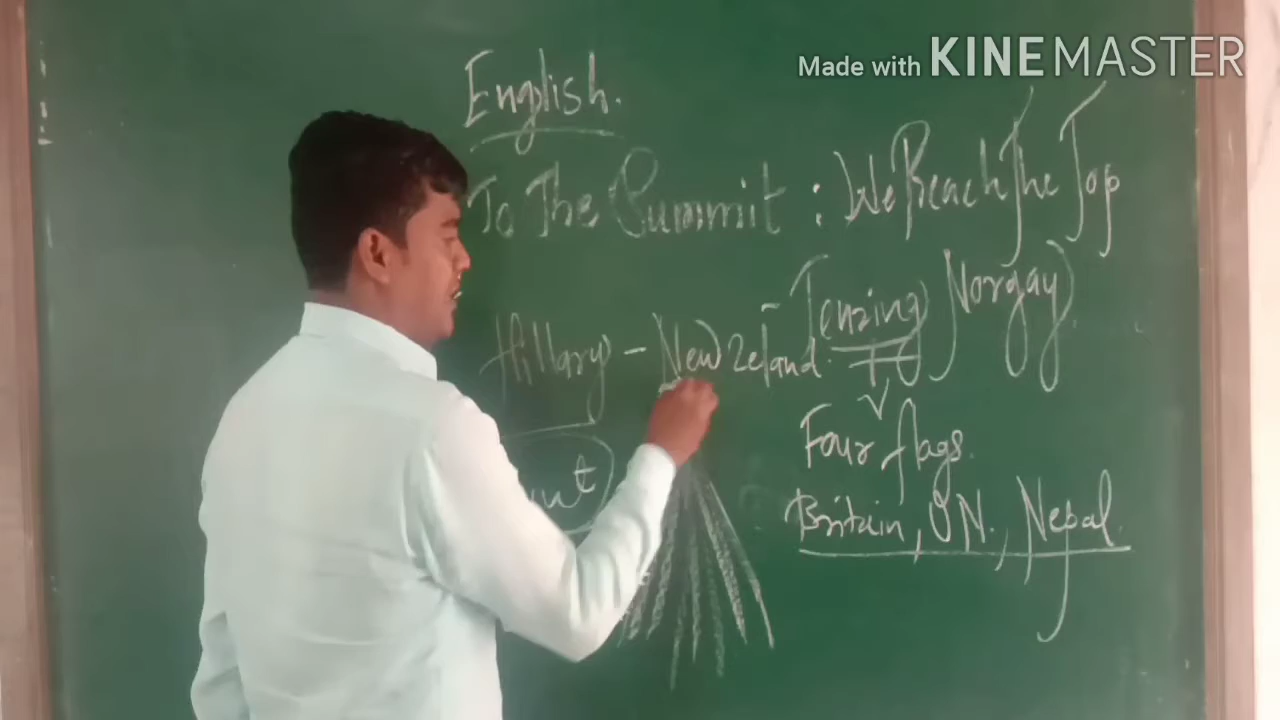 Made with KINEMASTER
English.
To The Summit : We Reach The Top
- Tenzing Norgay)
Hillary - New Zeland.
Four flags.
Britain, UN., Nepal.